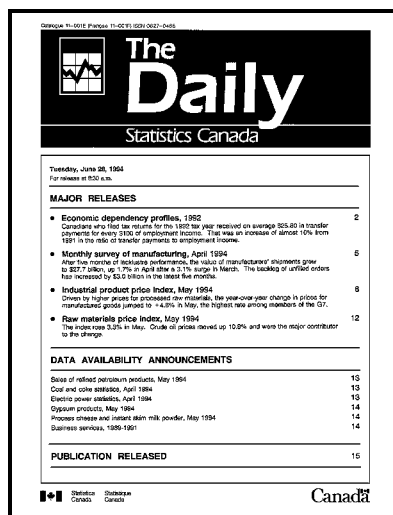 Catalogue 11-001E (Français 11-001F) ISSN 0827-0465
The
Daily
Statistics Canada
Tuesday, June 28, 1994
For release at 8:30 a.m.
MAJOR RELEASES
• Economic dependency profiles, 1992 2
Canadians who filed tax returns for the 1992 tax year received on average $25.80 in transfer
payments for every $100 of employment income. That was an increase of almost 10% from
1991 in the ratio of transfer payments to employment income.
• Monthly survey of manufacturing, April 1994 5
After five months of lacklustre performance, the value of manufacturers' shipments grew
to $27.7 billion, up 1.7% in April after a 3.1% surge in March. The backlog of unfilled orders
has increased by $3.0 billion in the latest five months.
• Industrial product price index, May 1994 8
Driven by higher prices for processed raw materials, the year-over-year change in prices for
manufactured goods jumped to +4.8% in May, the highest rate among members of the G7.
• Raw materials price index, May 1994 12
The index rose 3.3% in May. Crude oil prices moved up 10.8% and were the major contributor
to the change.
DATA AVAILABILITY ANNOUNCEMENTS
Sales of refined petroleum products, May 1994 13
Coal and coke statistics, April 1994 13
Electric power statistics, April 1994 13
Gypsum products, May 1994 14
Process cheese and instant skim milk powder, May 1994 14
Business services, 1989-1991 14
PUBLICATION RELEASED 15
Statistics Statistique
Canada Canada
Canada